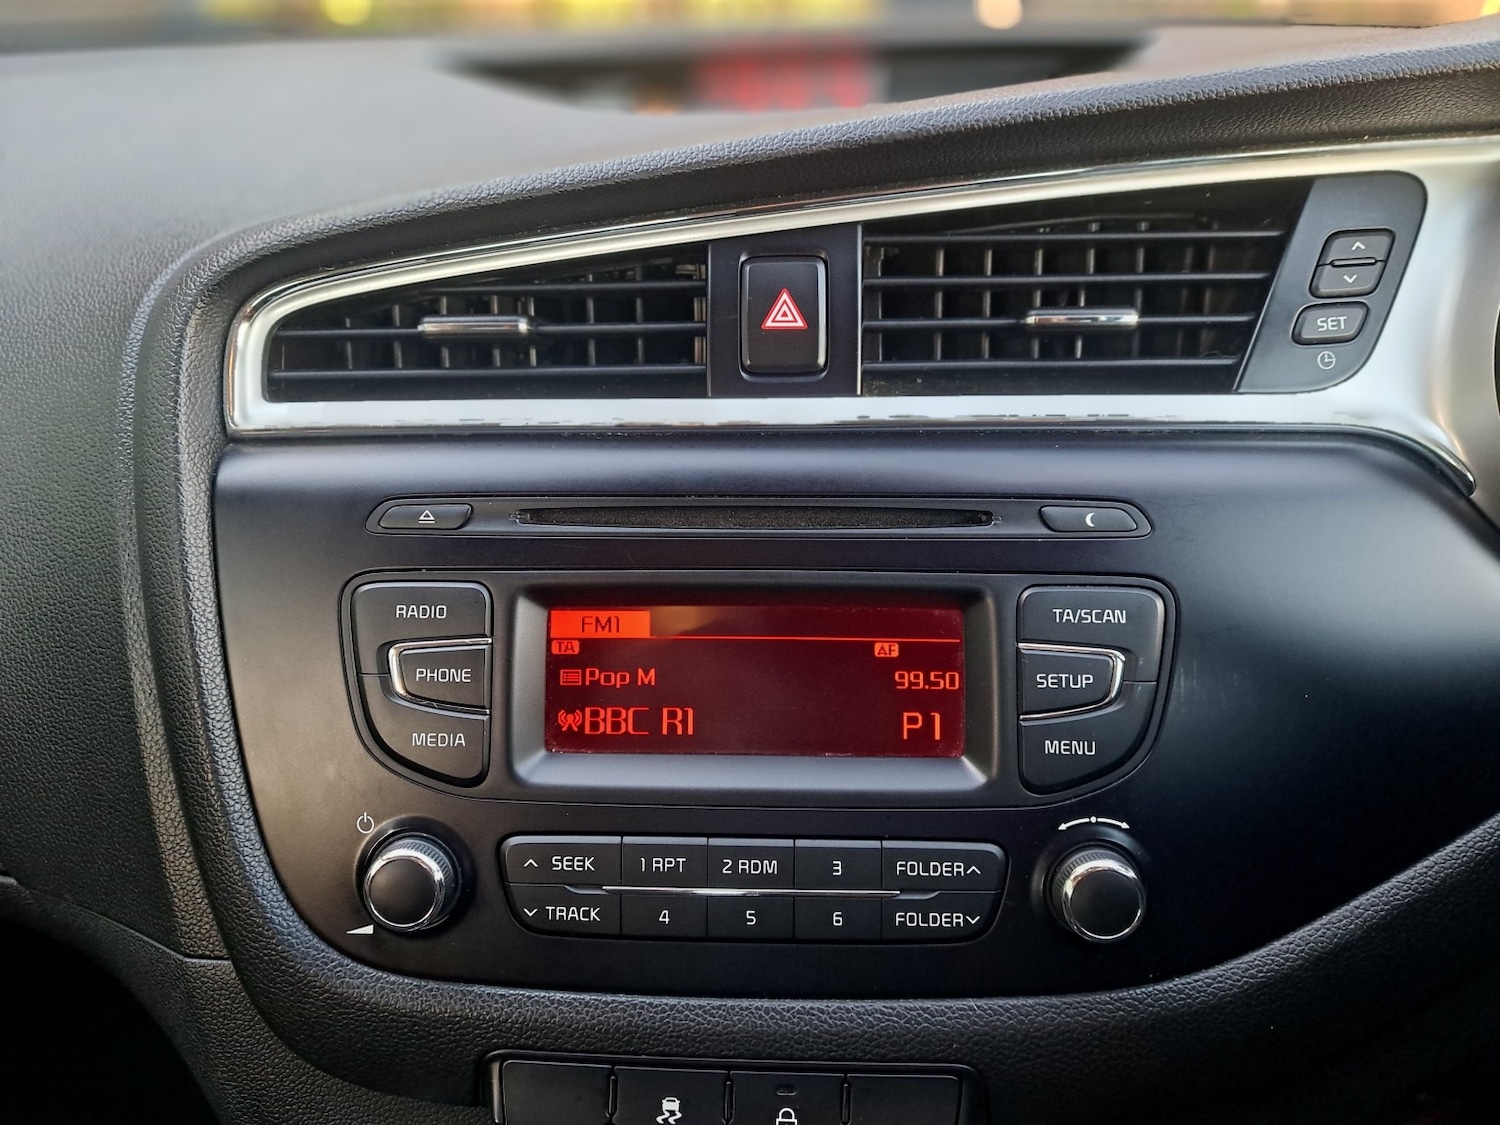 SET
RADIO
PHONE
MEDIA
FM1
TA
AF
Pop M 99.50
BBC R1 P1
TA/SCAN
SETUP
MENU
SEEK 1 RPT 2 RDM 3 FOLDER
TRACK 4 5 6 FOLDER